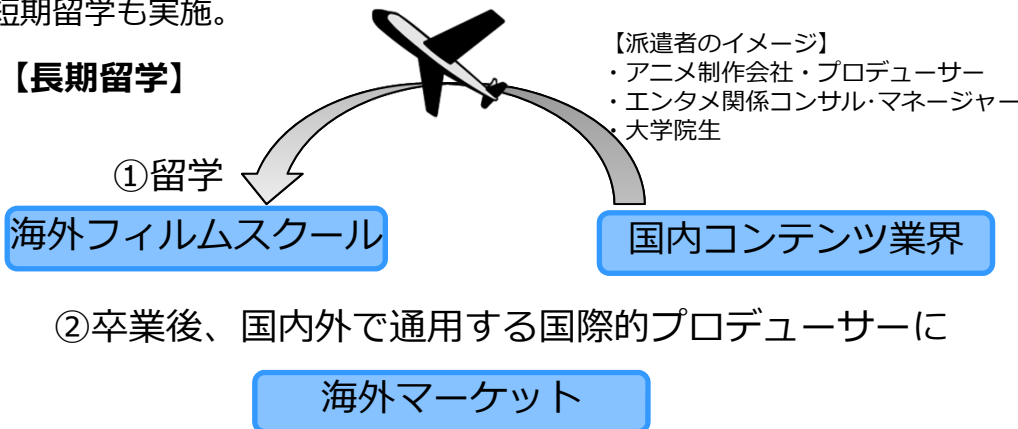 短期留学も実施。
【長期留学】
【派遣者のイメージ】
・アニメ制作会社・プロデューサー
・エンタメ関係コンサル・マネージャー
・大学院生
①留学
海外フィルムスクール
国内コンテンツ業界
②卒業後、国内外で通用する国際的プロデューサーに
海外マーケット